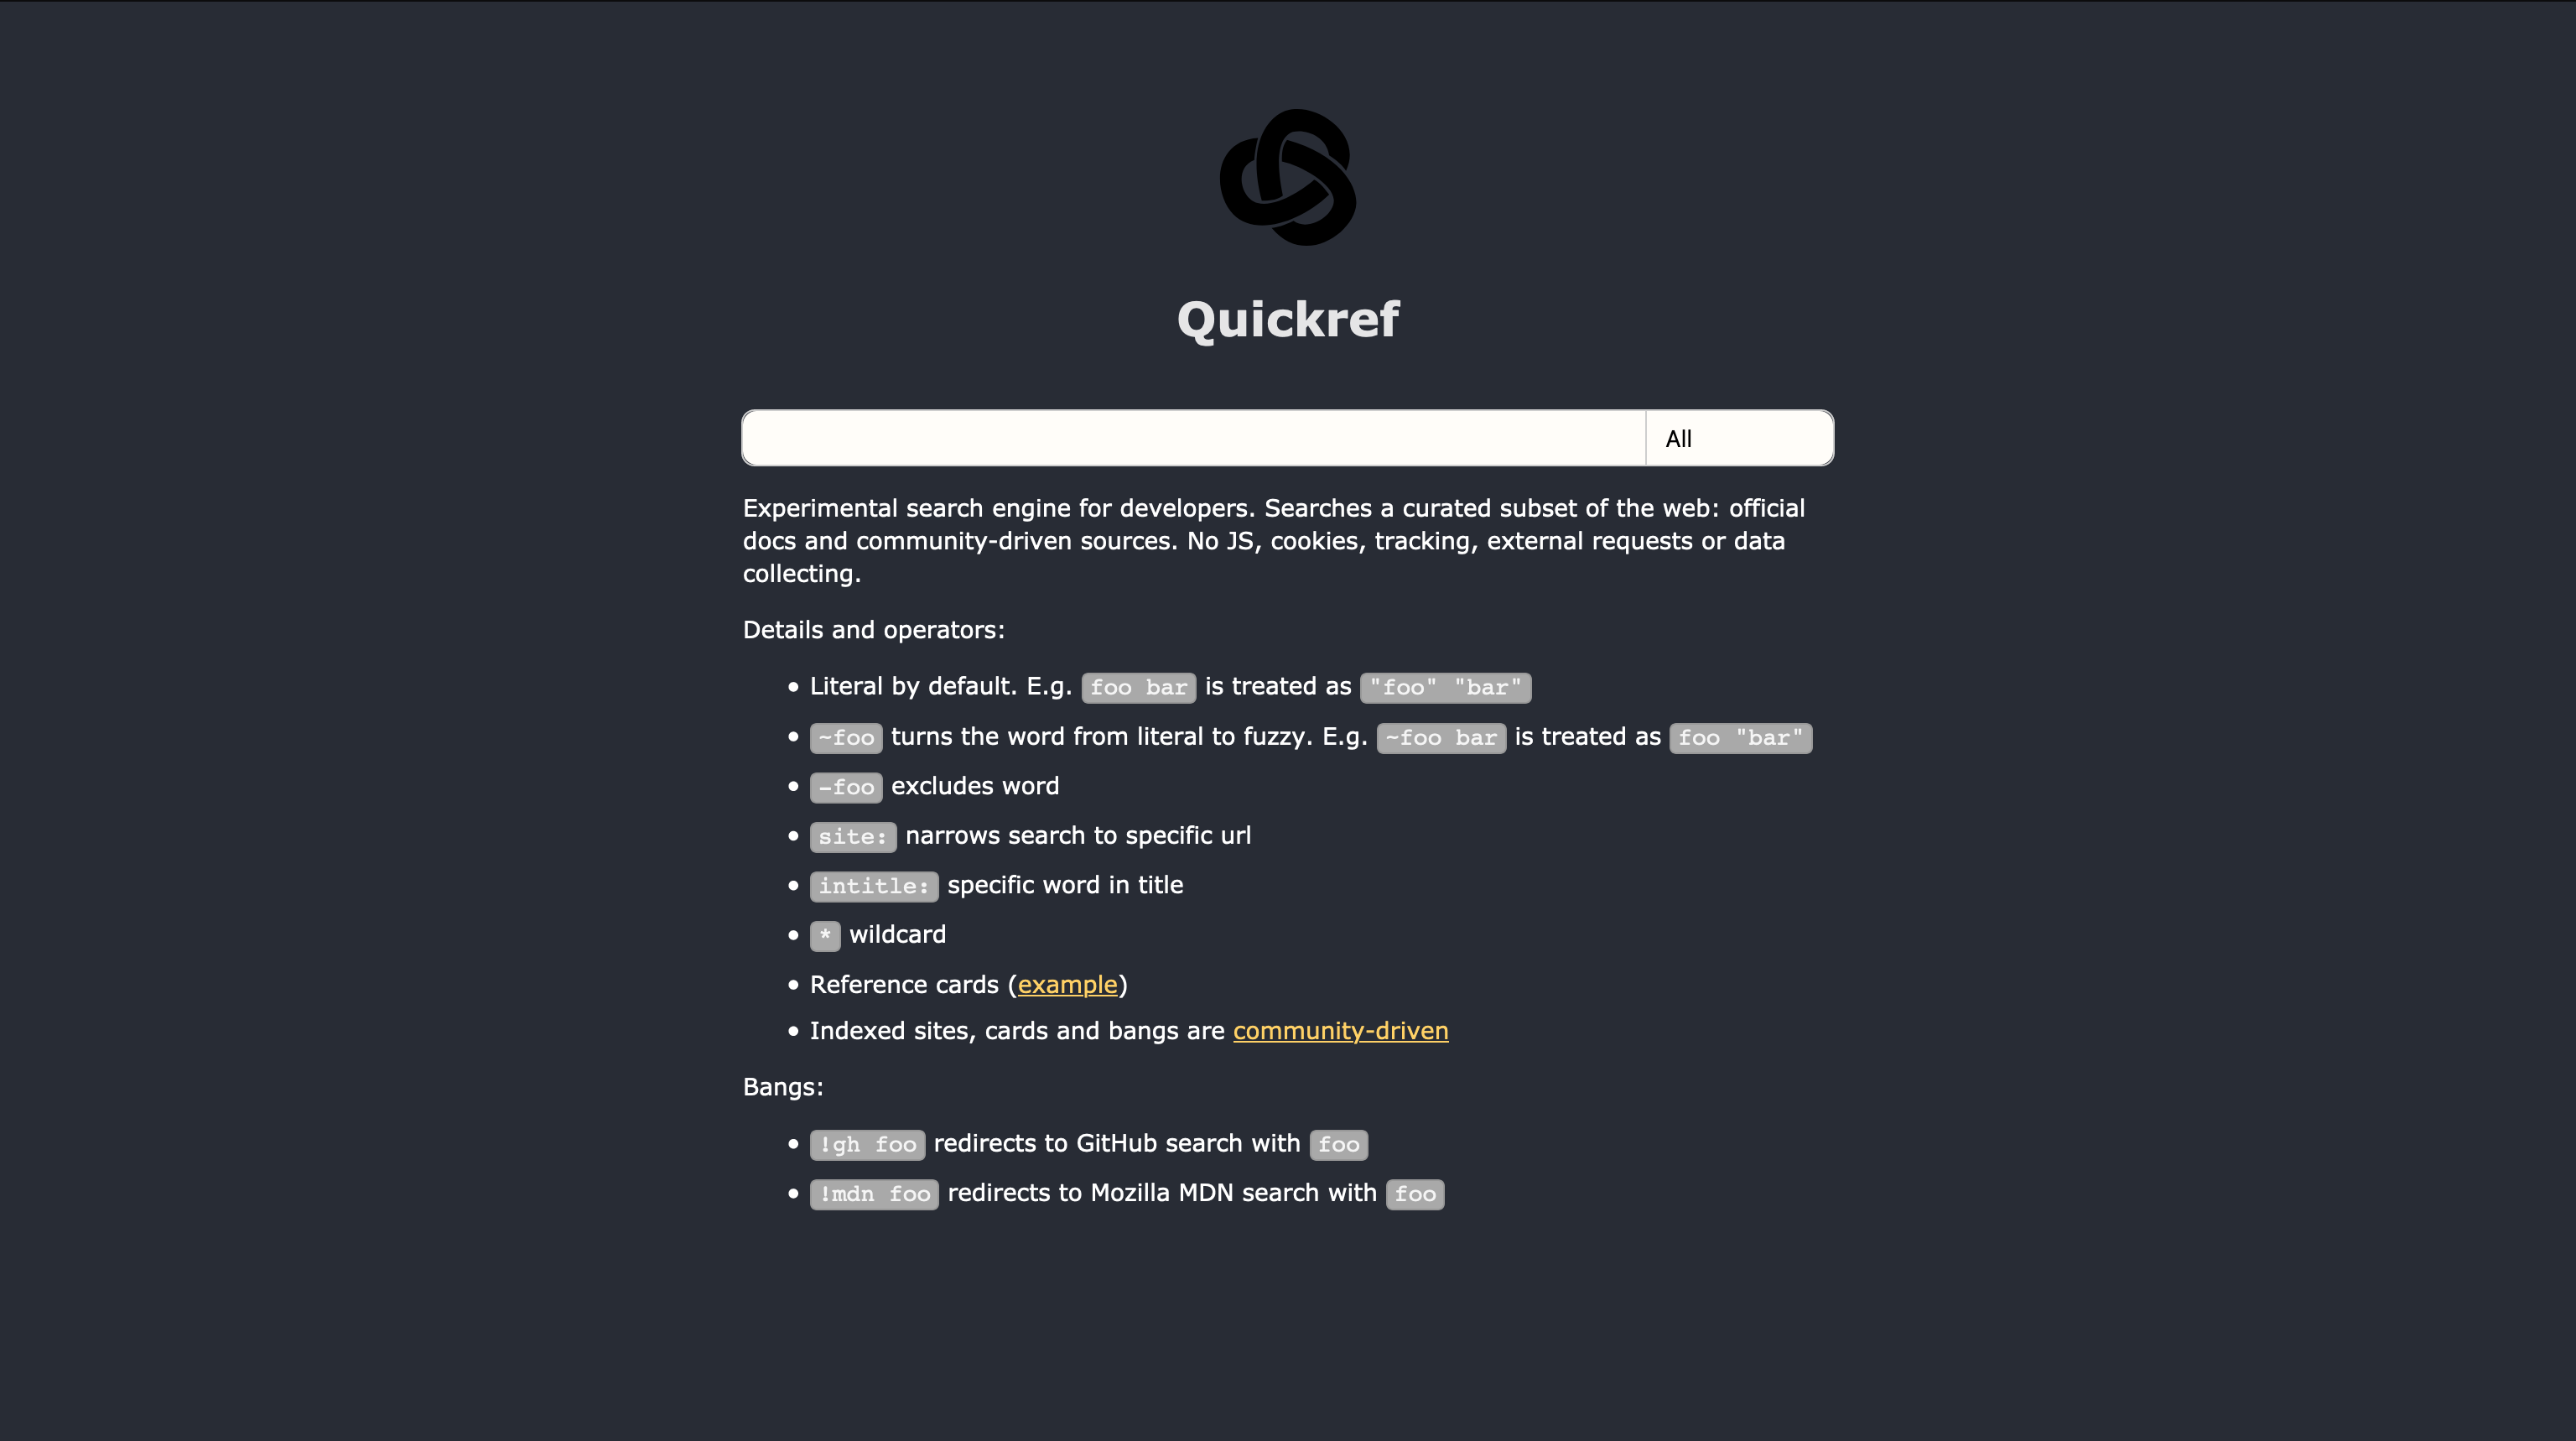 Quickref
All
Experimental search engine for developers. Searches a curated subset of the web: official
docs and community-driven sources. No JS, cookies, tracking, external requests or data
collecting.
Details and operators:
• Literal by default. E.g. foo bar is treated as "foo" "bar"
• ~foo turns the word from literal to fuzzy. E.g. ~foo bar is treated as foo "bar"
• -foo excludes word
• site: narrows search to specific url
• intitle: specific word in title
• * wildcard
• Reference cards (example)
• Indexed sites, cards and bangs are community-driven
Bangs:
• !gh foo redirects to GitHub search with foo
• !mdn foo redirects to Mozilla MDN search with foo